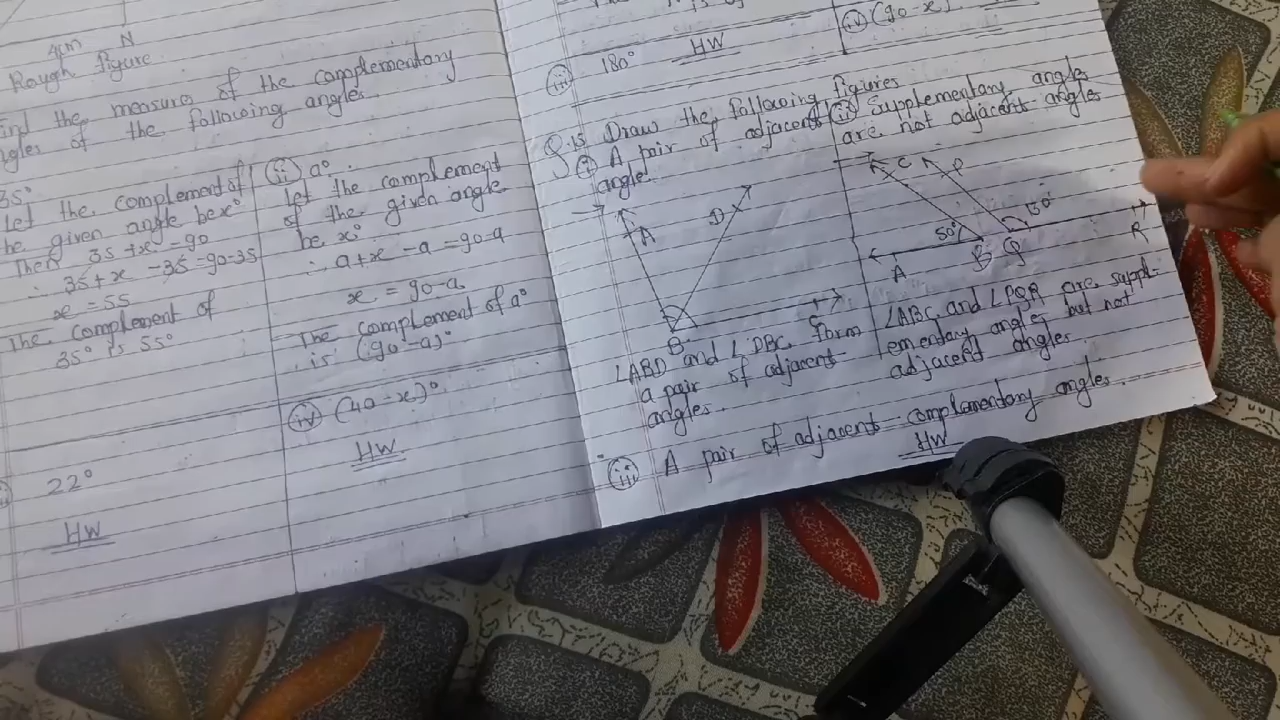 4cm N
Rough figure
ind the measure of the complementary
ngles of the following angles.
35°
Let the complement of
he given angle be x°
Then 35+x = 90
∴ 35+x -35=90-35
x = 55
The complement of
35° is 55°
22°
HW
(ii) a°
Let the complement
of the given angle
be x°
∴ a+x -a =90-a
x = 90-a
The complement of a°
is (90-a)°
(iv) (40-x)°
HW
(iii) 180°
HW
(iv) (90-x)
Q.15 Draw the following figures
(i) A pair of adjacent
angle
A
D
B
C
∠ABD and ∠DBC form
a pair of adjacent
angles.
(ii) Supplementary angle
are not adjacent angles
C P
50° 130°
A B Q R
∠ABC and ∠PQR are suppl-
ementary angles but not
adjacent angles.
(iii) A pair of adjacent complementary angles.
HW